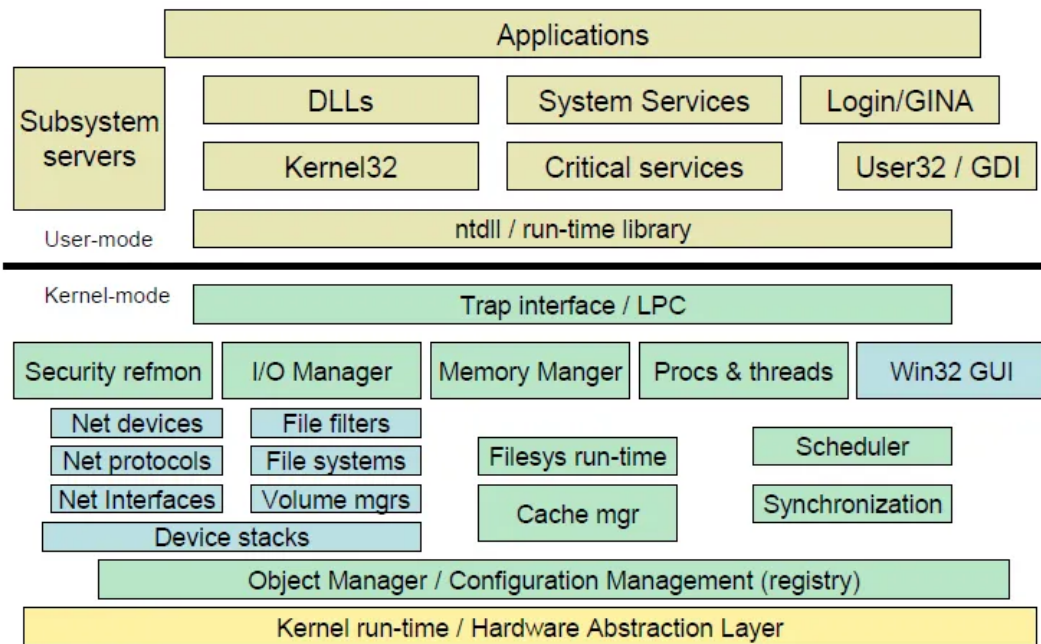 Applications
Subsystem
servers
DLLs
System Services
Login/GINA
Kernel32
Critical services
User32 / GDI
ntdll / run-time library
User-mode
Kernel-mode
Trap interface / LPC
Security refmon
I/O Manager
Memory Manger
Procs & threads
Win32 GUI
Net devices
File filters
Net protocols
File systems
Net Interfaces
Volume mgrs
Device stacks
Filesys run-time
Cache mgr
Scheduler
Synchronization
Object Manager / Configuration Management (registry)
Kernel run-time / Hardware Abstraction Layer